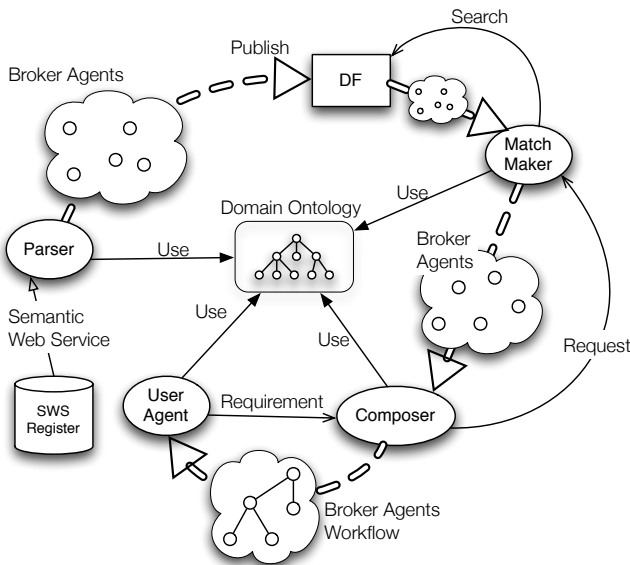 Search
Publish
Broker Agents
DF
Match
Maker
Use
Domain Ontology
Parser
Use
Broker
Agents
Semantic
Web Service
Use
Use
Request
SWS
Register
User
Agent
Requirement
Composer
Broker Agents
Workflow